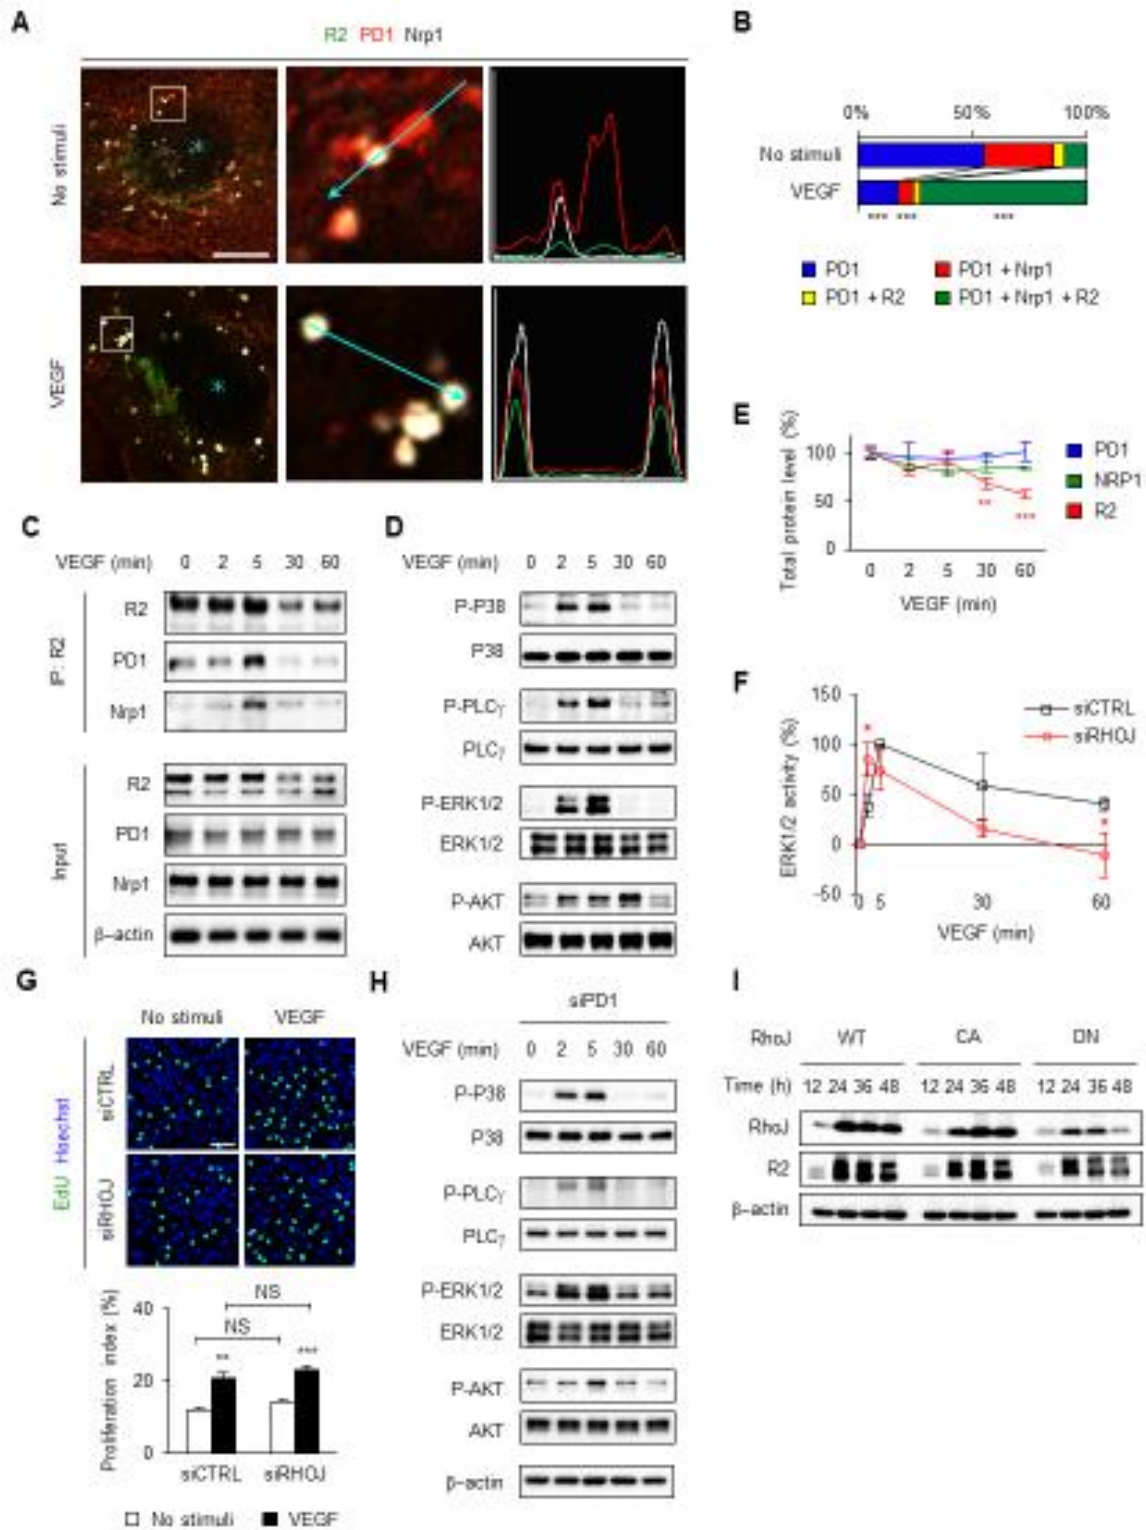 A
R2 PD1 Nrp1
No stimuli
VEGF
B
0% 50% 100%
No stimuli
VEGF
*** *** ***
PD1
PD1 + Nrp1
PD1 + R2
PD1 + Nrp1 + R2
C
VEGF (min) 0 2 5 30 60
IP: R2
R2
PD1
Nrp1
Input
R2
PD1
Nrp1
β-actin
D
VEGF (min) 0 2 5 30 60
P-P38
P38
P-PLCγ
PLCγ
P-ERK1/2
ERK1/2
P-AKT
AKT
E
Total protein level (%)
100
50
0
** ***
0 2 5 30 60
VEGF (min)
PD1
NRP1
R2
F
ERK1/2 activity (%)
150
100
50
0
-50
* *
0 5 30 60
VEGF (min)
siCTRL
siRHOJ
G
No stimuli VEGF
EdU Hoechst
siCTRL
siRHOJ
Proliferation index (%)
40
20
0
NS
NS
** ***
siCTRL siRHOJ
No stimuli VEGF
H
siPD1
VEGF (min) 0 2 5 30 60
P-P38
P38
P-PLCγ
PLCγ
P-ERK1/2
ERK1/2
P-AKT
AKT
β-actin
I
RhoJ WT CA DN
Time (h) 12 24 36 48 12 24 36 48 12 24 36 48
RhoJ
R2
β-actin